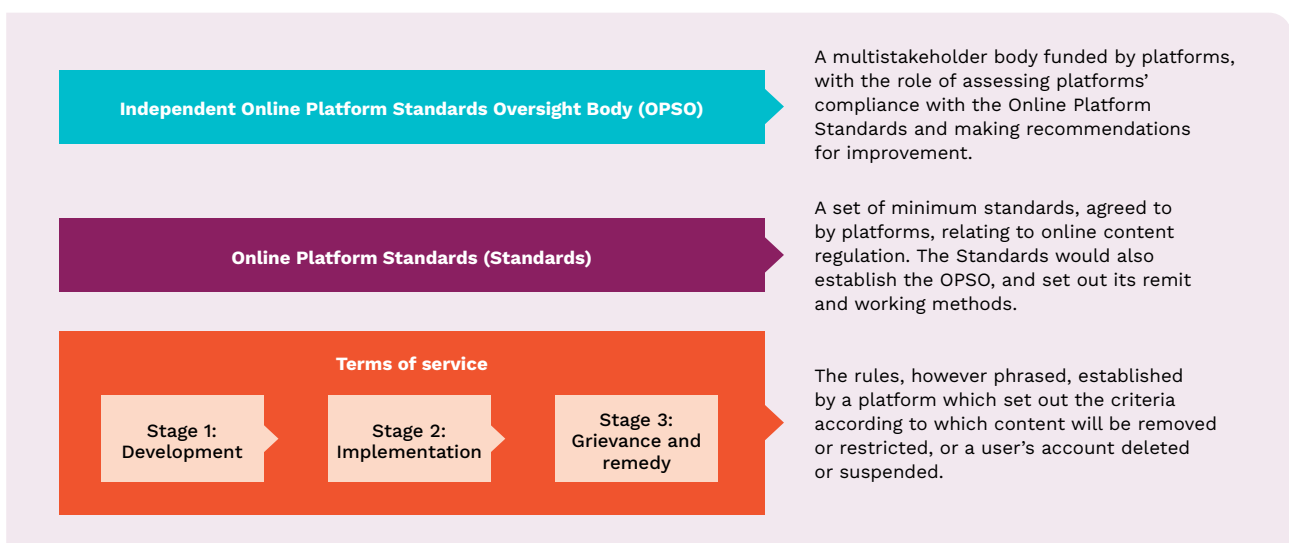 Independent Online Platform Standards Oversight Body (OPSO)
A multistakeholder body funded by platforms,
with the role of assessing platforms’
compliance with the Online Platform
Standards and making recommendations
for improvement.
Online Platform Standards (Standards)
A set of minimum standards, agreed to
by platforms, relating to online content
regulation. The Standards would also
establish the OPSO, and set out its remit
and working methods.
Terms of service
Stage 1:
Development
Stage 2:
Implementation
Stage 3:
Grievance and
remedy
The rules, however phrased, established
by a platform which set out the criteria
according to which content will be removed
or restricted, or a user’s account deleted
or suspended.